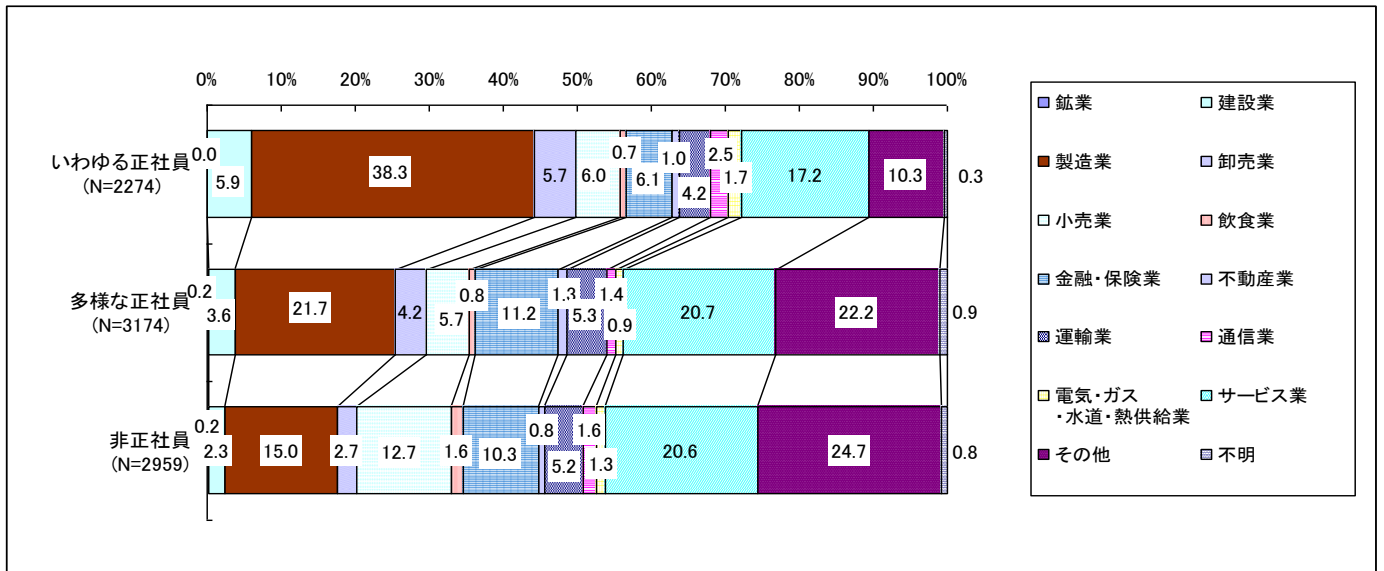 0% 10% 20% 30% 40% 50% 60% 70% 80% 90% 100%
いわゆる正社員
(N=2274)
0.0 5.9 38.3 5.7 6.0 0.7 6.1 1.0 4.2 2.5 1.7 17.2 10.3 0.3
多様な正社員
(N=3174)
0.2 3.6 21.7 4.2 5.7 0.8 11.2 1.3 5.3 1.4 0.9 20.7 22.2 0.9
非正社員
(N=2959)
0.2 2.3 15.0 2.7 12.7 1.6 10.3 0.8 5.2 1.6 1.3 20.6 24.7 0.8
鉱業 建設業
製造業 卸売業
小売業 飲食業
金融・保険業 不動産業
運輸業 通信業
電気・ガス
・水道・熱供給業 サービス業
その他 不明